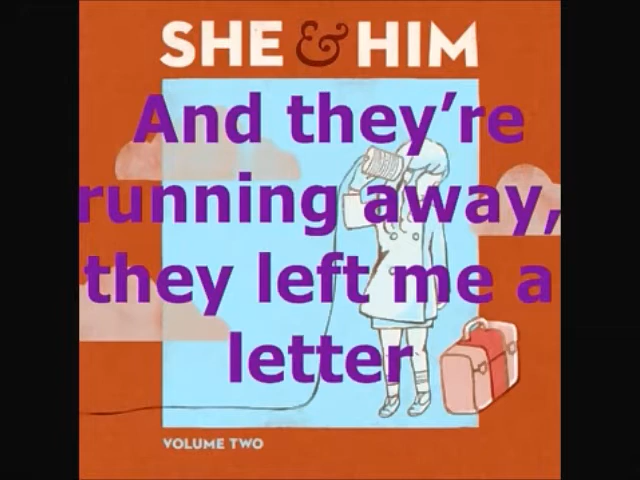 SHE & HIM
And they’re
running away,
they left me a
letter
VOLUME TWO